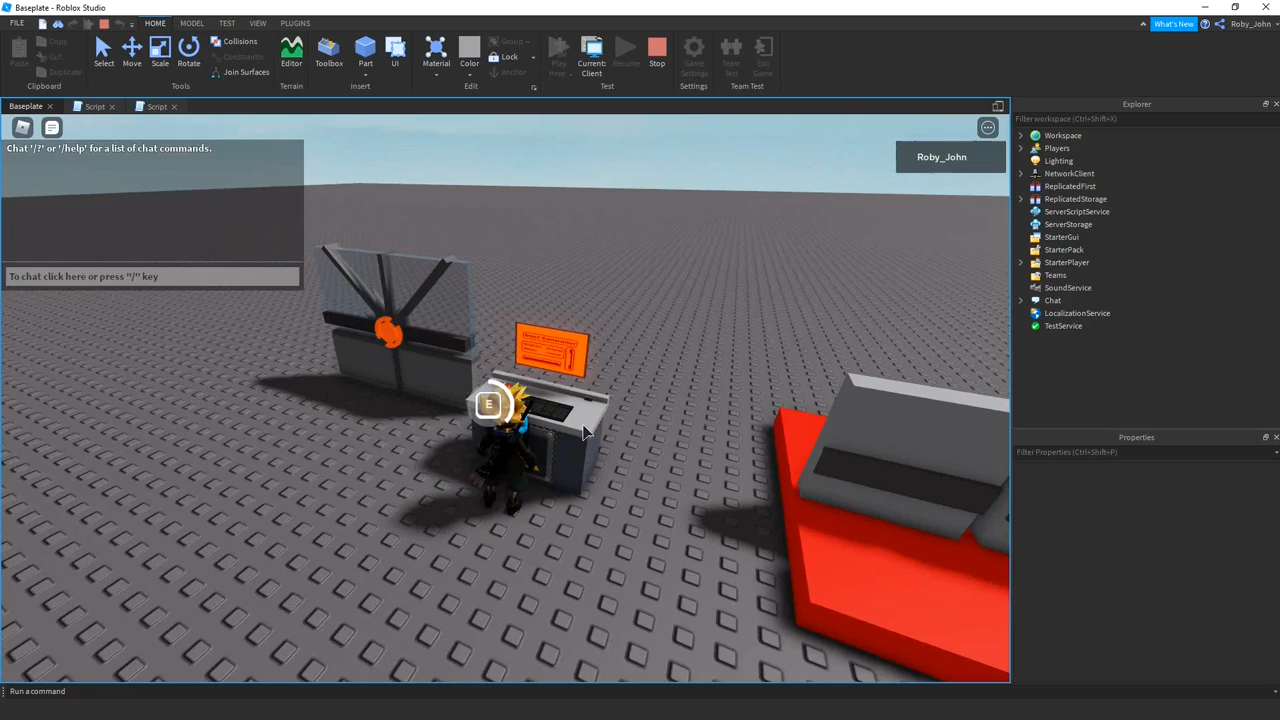 Baseplate - Roblox Studio
FILE HOME MODEL TEST VIEW PLUGINS What's New Roby_John
Paste Copy Cut Duplicate Select Move Scale Rotate Collisions Constraints Join Surfaces Editor Toolbox Part UI Material Color Group Lock Anchor Play Here Current: Client Resume Stop Game Settings Team Test Exit Game
Clipboard Tools Terrain Insert Edit Test Settings Team Test
Baseplate Script Script
Chat '/?' or '/help' for a list of chat commands.
To chat click here or press "/" key
Roby_John
E
Explorer
Filter workspace (Ctrl+Shift+X)
Workspace
Players
Lighting
NetworkClient
ReplicatedFirst
ReplicatedStorage
ServerScriptService
ServerStorage
StarterGui
StarterPack
StarterPlayer
Teams
SoundService
Chat
LocalizationService
TestService
Properties
Filter Properties (Ctrl+Shift+P)
Run a command